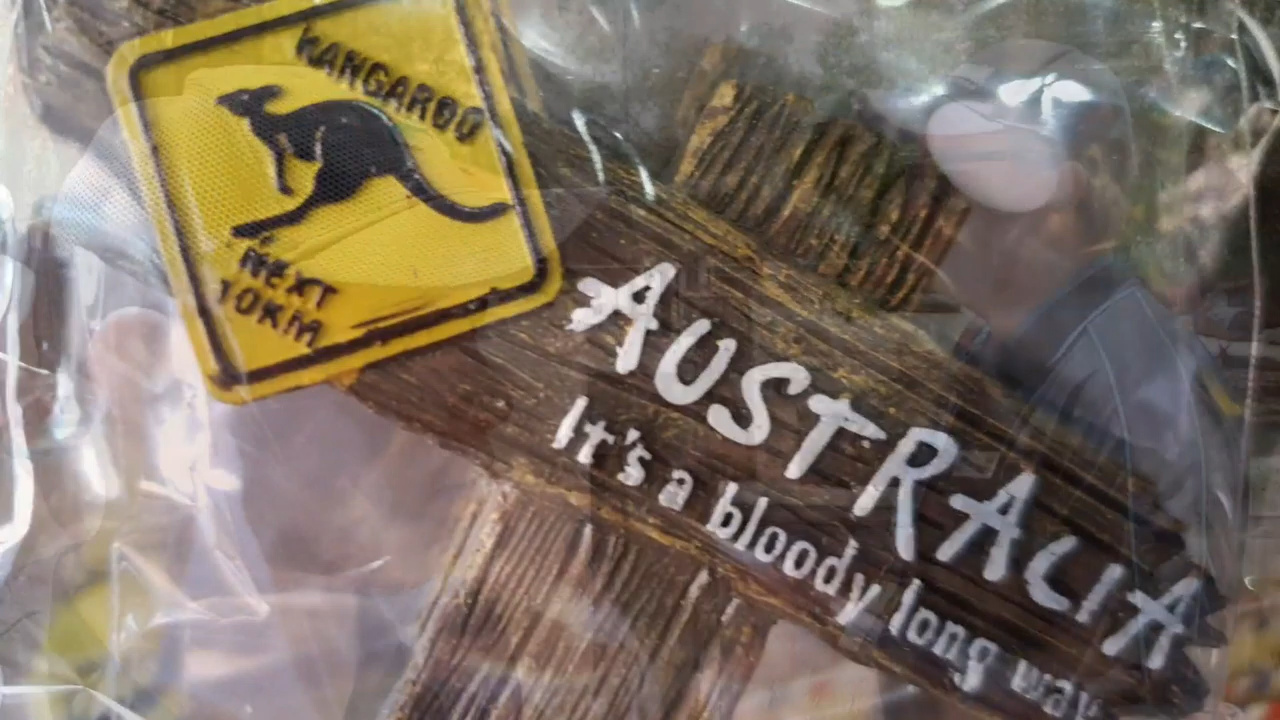 KANGAROO
NEXT
10KM
AUSTRALIA
It's a bloody long way